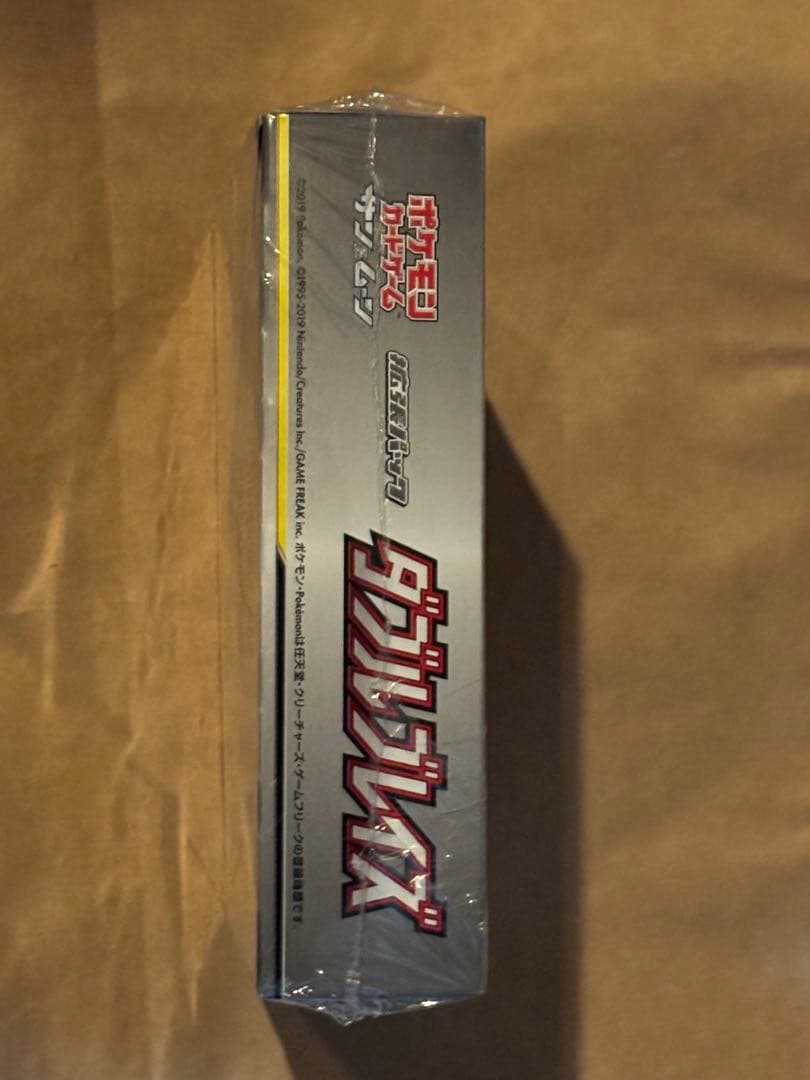 ポケモン
カードゲーム
サン&ムーン
拡張パック
ダブルブレイズ
©2019 Pokémon. ©1995-2019 Nintendo/Creatures Inc./GAME FREAK inc. ポケモン・Pokémonは任天堂・クリーチャーズ・ゲームフリークの登録商標です。